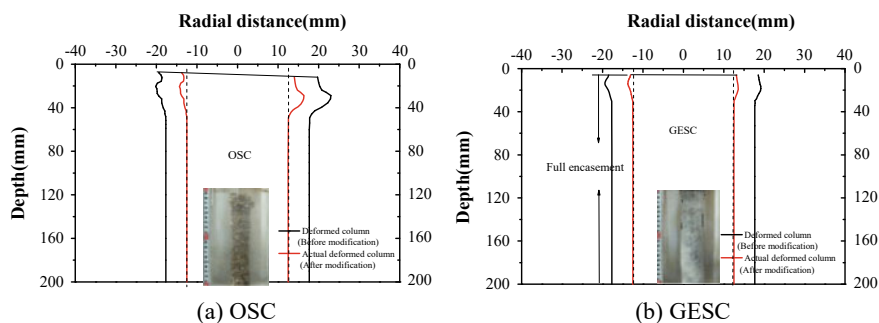 Radial distance(mm)
-40 -30 -20 -10 0 10 20 30 40
0 0
40 40
80 80
120 120
160 160
200 200
Depth(mm)
OSC
Deformed column
(Before modification)
Actual deformed column
(After modification)
(a) OSC
Radial distance(mm)
-40 -30 -20 -10 0 10 20 30 40
0 0
40 40
80 80
120 120
160 160
200 200
Depth(mm)
GESC
Full encasement
Deformed column
(Before modification)
Actual deformed column
(After modification)
(b) GESC